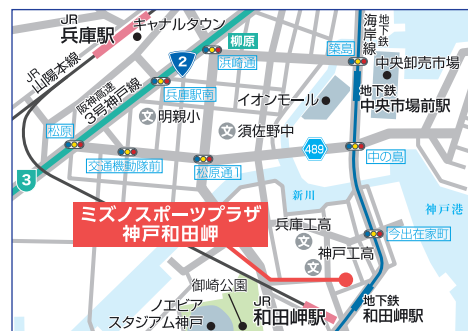 JR
兵庫駅
キャナルタウン
柳原
地下鉄
海岸線
2
浜崎通
築島
JR
山陽本線
阪神高速
3号神戸線
兵庫駅南
中央卸売市場
イオンモール
地下鉄
中央市場前駅
文
明親小
文
須佐野中
松原
489
交通機動隊前
松原通1
中の島
3
新川
神戸港
ミズノスポーツプラザ
神戸和田岬
兵庫工高
文
今出在家町
神戸工高
文
御崎公園
ノエビア
スタジアム神戸
JR
和田岬駅
地下鉄
和田岬駅